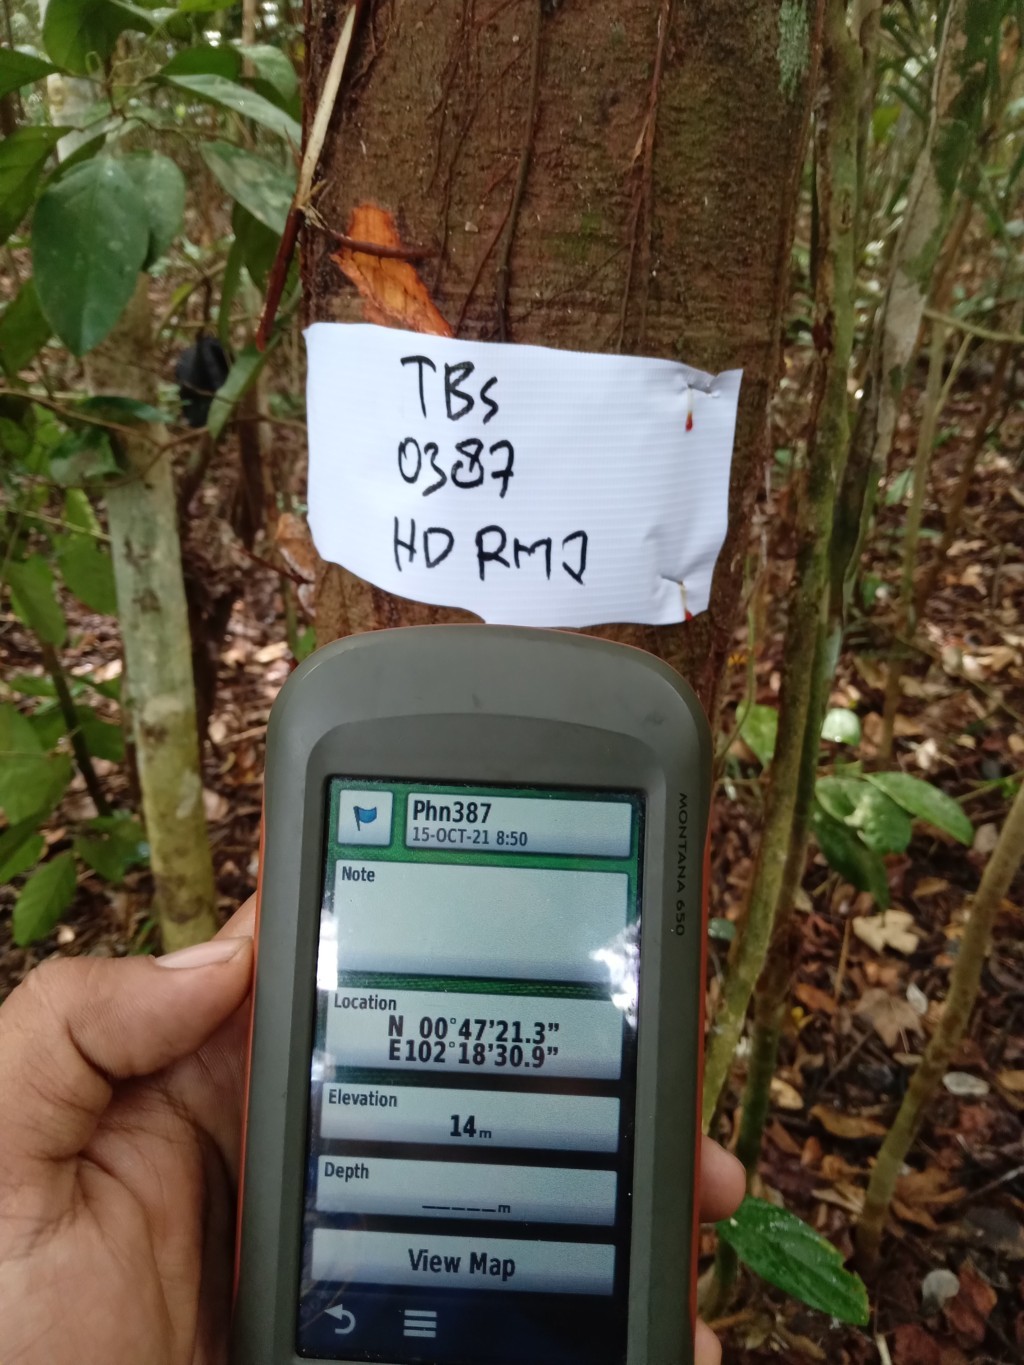 TBs
0387
HD RMJ
MONTANA 650
Phn387
15-OCT-21 8:50
Note
Location
N 00°47'21.3"
E102°18'30.9"
Elevation
14m
Depth
_____m
View Map